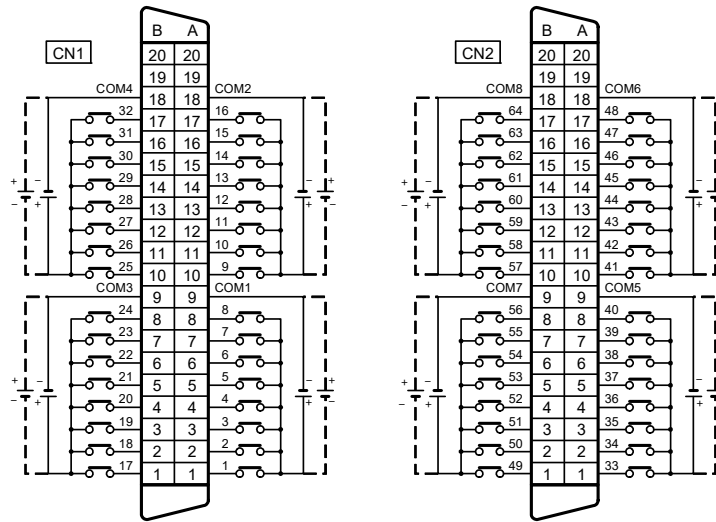 CN1
B A
20 20
19 19
COM4 18 18 COM2
32 17 17 16
31 16 16 15
30 15 15 14
29 14 14 13
28 13 13 12
27 12 12 11
26 11 11 10
25 10 10 9
COM3 9 9 COM1
24 8 8 8
23 7 7 7
22 6 6 6
21 5 5 5
20 4 4 4
19 3 3 3
18 2 2 2
17 1 1 1
+ − − +
− + + −
+ − − +
− + + −
CN2
B A
20 20
19 19
COM8 18 18 COM6
64 17 17 48
63 16 16 47
62 15 15 46
61 14 14 45
60 13 13 44
59 12 12 43
58 11 11 42
57 10 10 41
COM7 9 9 COM5
56 8 8 40
55 7 7 39
54 6 6 38
53 5 5 37
52 4 4 36
51 3 3 35
50 2 2 34
49 1 1 33
+ − −
− + +
+ − −
− + +